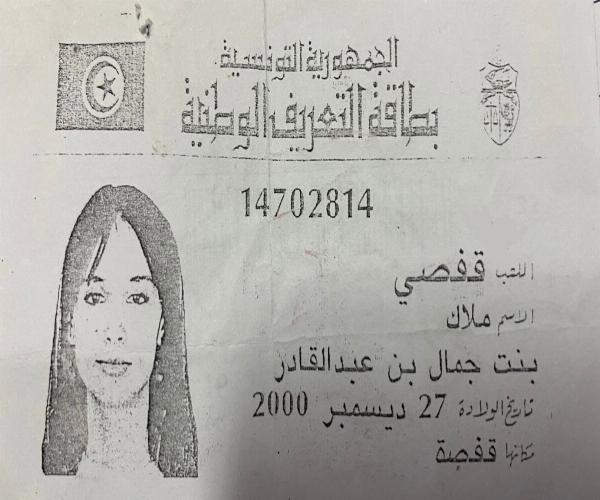 الجمهورية التونسية
بطاقة التعريف الوطنية
14702814
اللقب قفصي
الاسم ملاك
بنت جمال بن عبدالقادر
تاريخ الولادة 27 ديسمبر 2000
مكانها قفصة